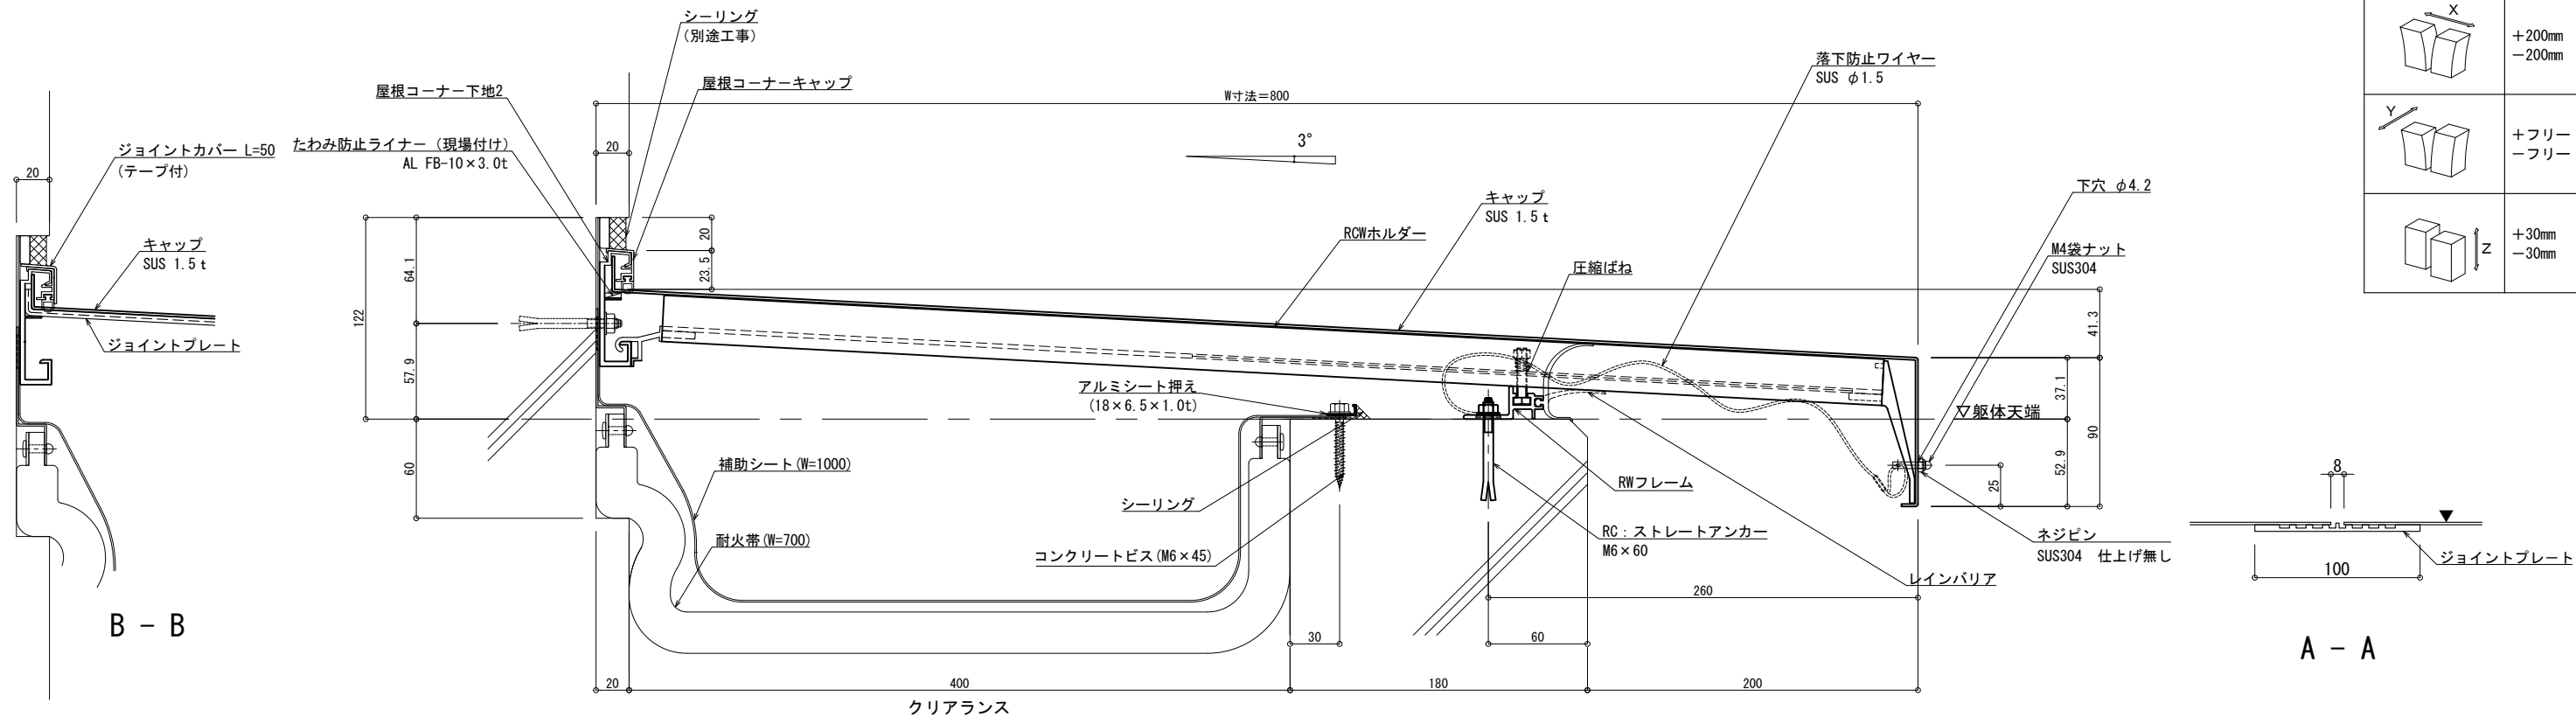 シーリング
(別途工事)
屋根コーナー下地2
屋根コーナーキャップ
たわみ防止ライナー（現場付け）
AL FB-10×3.0t
ジョイントカバー L=50
(テープ付)
20
キャップ
SUS 1.5t
ジョイントプレート
B - B
W寸法=800
20
3°
落下防止ワイヤー
SUS φ1.5
キャップ
SUS 1.5t
RCWホルダー
圧縮ばね
下穴 φ4.2
M4袋ナット
SUS304
20
23.5
64.1
122
57.9
60
41.3
37.1
90
52.9
25
▽躯体天端
アルミシート押え
(18×6.5×1.0t)
補助シート(W=1000)
耐火帯(W=700)
シーリング
コンクリートビス(M6×45)
RWフレーム
RC：ストレートアンカー
M6×60
レインバリア
ネジピン
SUS304 仕上げ無し
260
30
60
20
400
180
200
クリアランス
X
+200mm
-200mm
Y
+フリー
-フリー
Z
+30mm
-30mm
8
ジョイントプレート
100
A - A